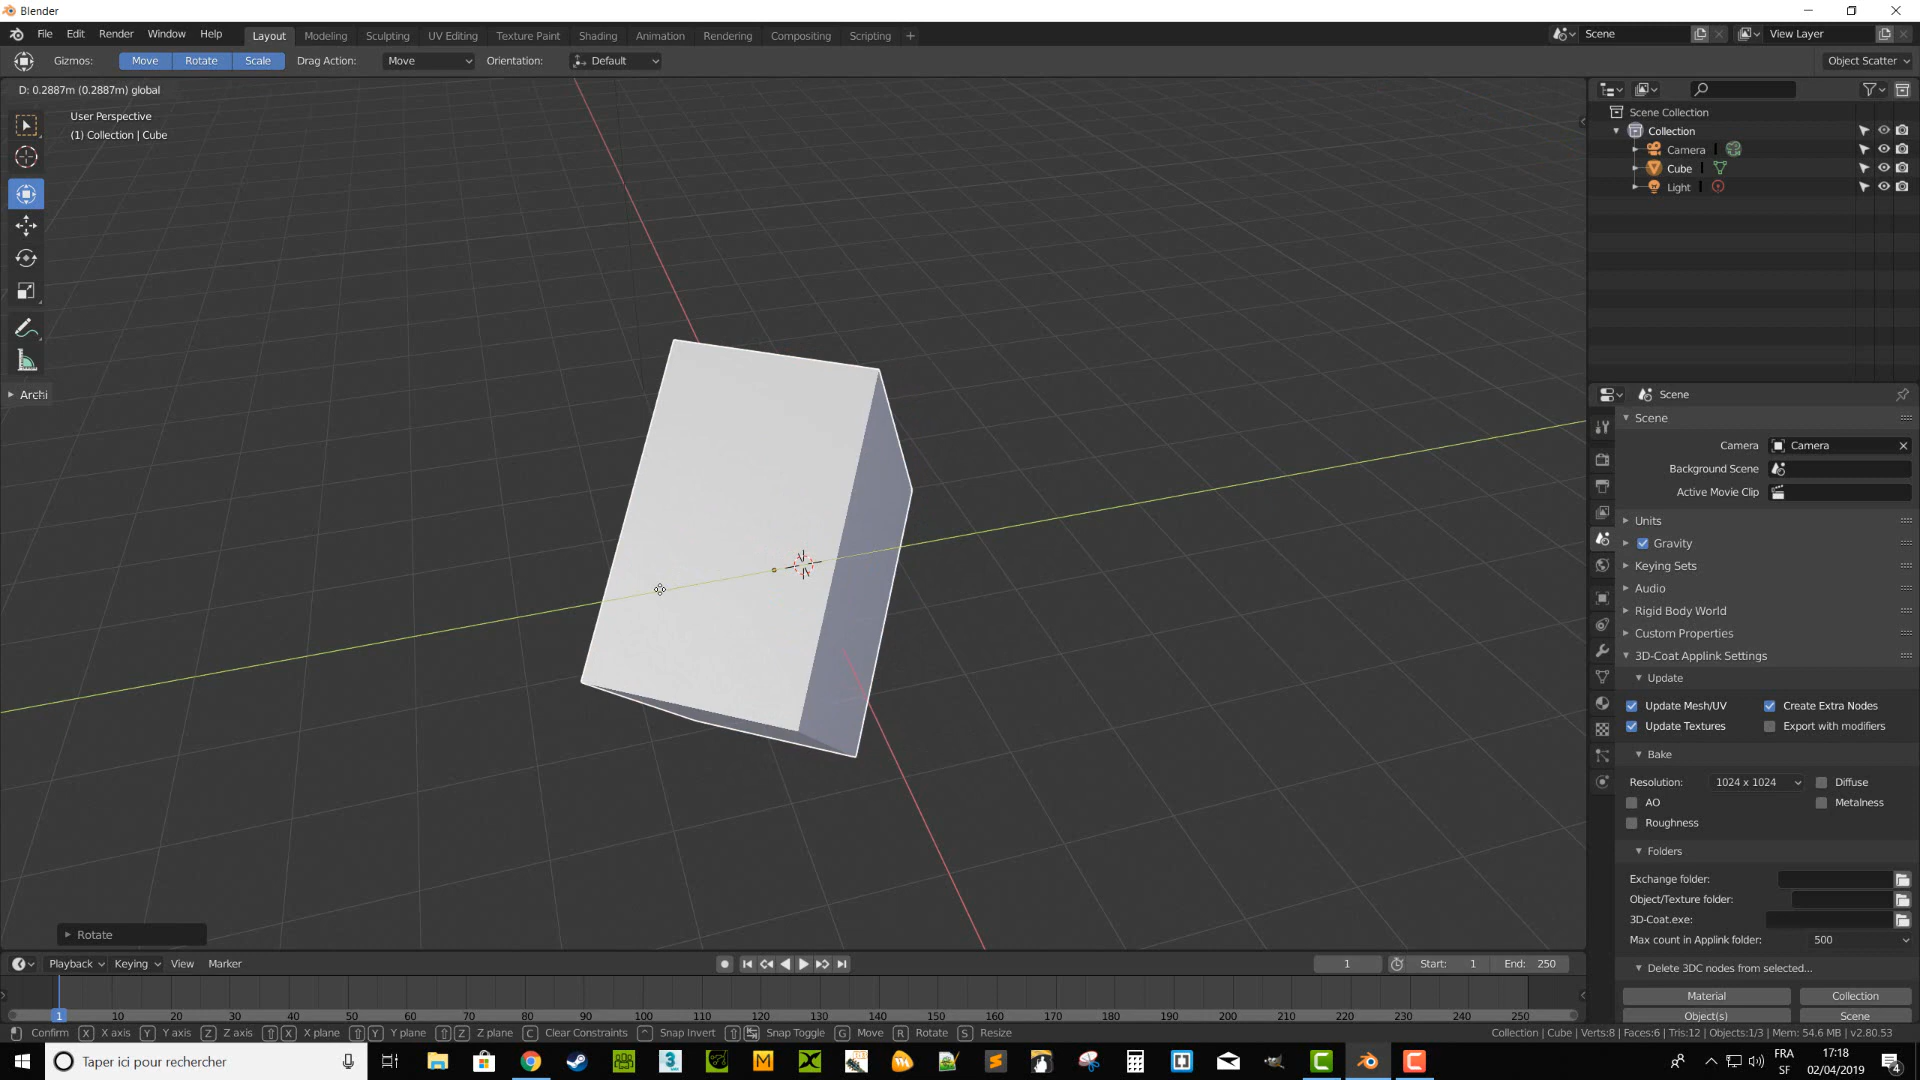 Blender
File Edit Render Window Help Layout Modeling Sculpting UV Editing Texture Paint Shading Animation Rendering Compositing Scripting + Scene View Layer
Gizmos: Move Rotate Scale Drag Action: Move Orientation: Default Object Scatter
D: 0.2887m (0.2887m) global
User Perspective
(1) Collection | Cube
Archi
Rotate
Scene Collection
Collection
Camera
Cube
Light
Scene
Scene
Camera Camera
Background Scene
Active Movie Clip
Units
Gravity
Keying Sets
Audio
Rigid Body World
Custom Properties
3D-Coat Applink Settings
Update
Update Mesh/UV Create Extra Nodes
Update Textures Export with modifiers
Bake
Resolution: 1024 x 1024 Diffuse
AO Metalness
Roughness
Folders
Exchange folder:
Object/Texture folder:
3D-Coat.exe:
Max count in Applink folder: 500
Delete 3DC nodes from selected...
Material Collection
Object(s) Scene
Playback Keying View Marker 1 Start: 1 End: 250
1 10 20 30 40 50 60 70 80 90 100 110 120 130 140 150 160 170 180 190 200 210 220 230 240 250
Confirm X X axis Y Y axis Z Z axis X X plane Y Y plane Z Z plane C Clear Constraints Snap Invert Snap Toggle G Move R Rotate S Resize Collection | Cube | Verts:8 | Faces:6 | Tris:12 | Objects:1/3 | Mem: 54.6 MB | v2.80.53
Taper ici pour rechercher FRA 17:18
SF 02/04/2019 4